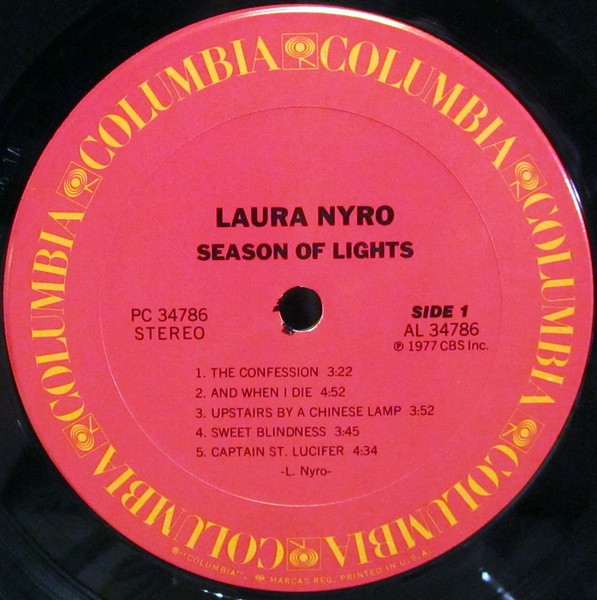 COLUMBIA COLUMBIA COLUMBIA COLUMBIA COLUMBIA COLUMBIA
LAURA NYRO
SEASON OF LIGHTS
PC 34786
STEREO
SIDE 1
AL 34786
℗ 1977 CBS Inc.
1. THE CONFESSION 3:22
2. AND WHEN I DIE 4:52
3. UPSTAIRS BY A CHINESE LAMP 3:52
4. SWEET BLINDNESS 3:45
5. CAPTAIN ST. LUCIFER 4:34
-L. Nyro-
®"COLUMBIA", MARCAS REG. PRINTED IN U.S.A.